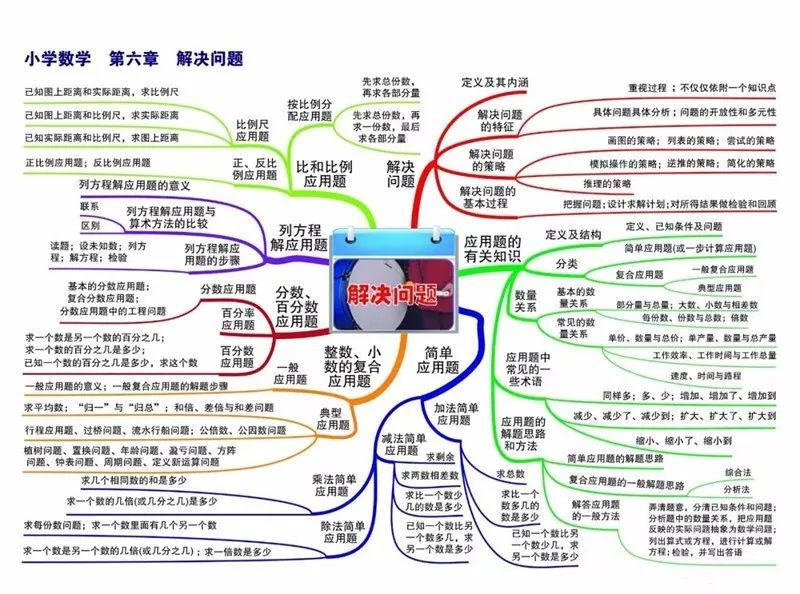 小学数学 第六章 解决问题
解决问题
解决
问题
定义及其内涵
解决问题
的特征
重视过程;不仅仅依附一个知识点
具体问题具体分析;问题的开放性和多元性
解决问题
的策略
画图的策略;列表的策略;尝试的策略
模拟操作的策略;逆推的策略;简化的策略
推理的策略
解决问题的
基本过程
把握问题;设计求解计划;对所得结果做检验和回顾
应用题的
有关知识
定义及结构
定义、已知条件及问题
分类
简单应用题(或一步计算应用题)
复合应用题
一般复合应用题
典型应用题
数量
关系
基本的数
量关系
部分量与总量;大数、小数与相差数
每份数、份数与总数;倍数
常见的数
量关系
单价、数量与总价;单产量、数量与总产量
工作效率、工作时间与工作总量
速度、时间与路程
应用题中
常见的一
些术语
同样多;多、少;增加、增加了、增加到
减少、减少了、减少到;扩大、扩大了、扩大到
缩小、缩小了、缩小到
应用题的
解题思路
和方法
简单应用题的解题思路
复合应用题的一般解题思路
综合法
分析法
解答应用题
的一般方法
弄清题意,分清已知条件和问题;
分析题中的数量关系,把应用题
反映的实际问题抽象为数学问题;
列出算式或方程,进行计算或解
方程;检验,并写出答语
简单
应用题
加法简单
应用题
求总数
求比一个
数多几的
数是多少
已知一个数比另
一个数少几,求
另一个数是多少
减法简单
应用题
求剩余
求两数相差数
求比一个数少
几的数是多少
已知一个数比另
一个数多几,求
另一个数是多少
乘法简单
应用题
求几个相同数的和是多少
求一个数的几倍(或几分之几)是多少
除法简单
应用题
求每份数问题;求一个数里面有几个另一个数
求一个数是另一个数的几倍(或几分之几);求一倍数是多少
整数、小
数的复合
应用题
一般
应用题
一般应用题的意义;一般复合应用题的解题步骤
典型
应用题
求平均数;“归一”与“归总”;和倍、差倍与和差问题
行程应用题、过桥问题、流水行船问题;公倍数、公因数问题
植树问题、置换问题、年龄问题、盈亏问题、方阵
问题、钟表问题、周期问题、定义新运算问题
分数、
百分数
应用题
分数应用题
基本的分数应用题;
复合分数应用题;
分数应用题中的工程问题
百分率
应用题
百分数
应用题
求一个数是另一个数的百分之几;
求一个数的百分之几是多少;
已知一个数的百分之几是多少,求这个数
列方程
解应用题
列方程解应用题的意义
列方程解应用题与
算术方法的比较
联系
区别
列方程解应
用题的步骤
读题;设未知数;列方
程;解方程;检验
比和比例
应用题
按比例分
配应用题
先求总份数,
再求各部分量
先求总份数,再
求一份数,最后
求各部分量
比例尺
应用题
已知图上距离和实际距离,求比例尺
已知图上距离和比例尺,求实际距离
已知实际距离和比例尺,求图上距离
正、反比
例应用题
正比例应用题;反比例应用题